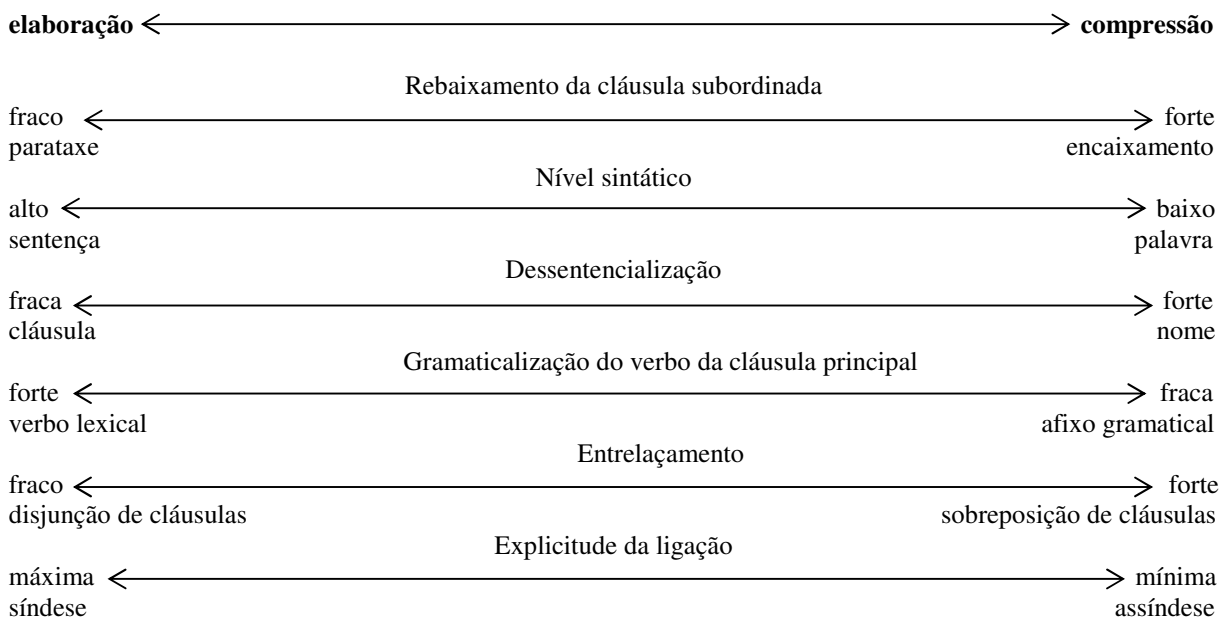 elaboração compressão
Rebaixamento da cláusula subordinada
fraco forte
parataxe encaixamento
Nível sintático
alto baixo
sentença palavra
Dessentencialização
fraca forte
cláusula nome
Gramaticalização do verbo da cláusula principal
forte fraca
verbo lexical afixo gramatical
Entrelaçamento
fraco forte
disjunção de cláusulas sobreposição de cláusulas
Explicitude da ligação
máxima mínima
síndese assíndese